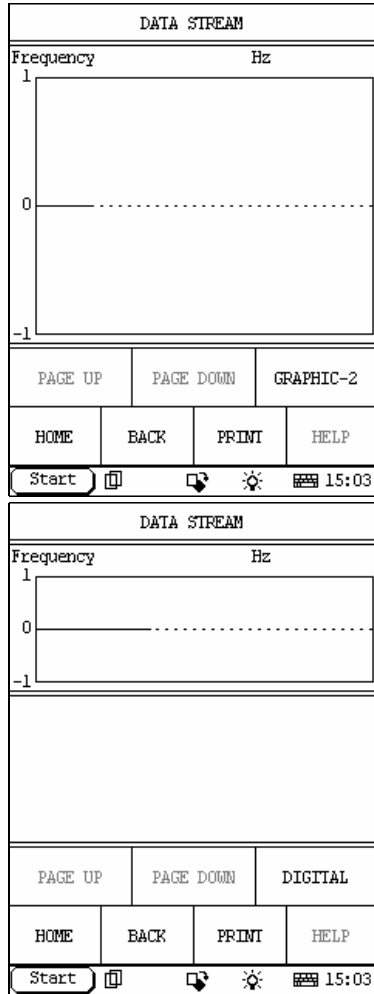 DATA STREAM
Frequency Hz
1
0
-1
PAGE UP PAGE DOWN GRAPHIC-2
HOME BACK PRINT HELP
Start 15:03
DATA STREAM
Frequency Hz
1
0
-1
PAGE UP PAGE DOWN DIGITAL
HOME BACK PRINT HELP
Start 15:03